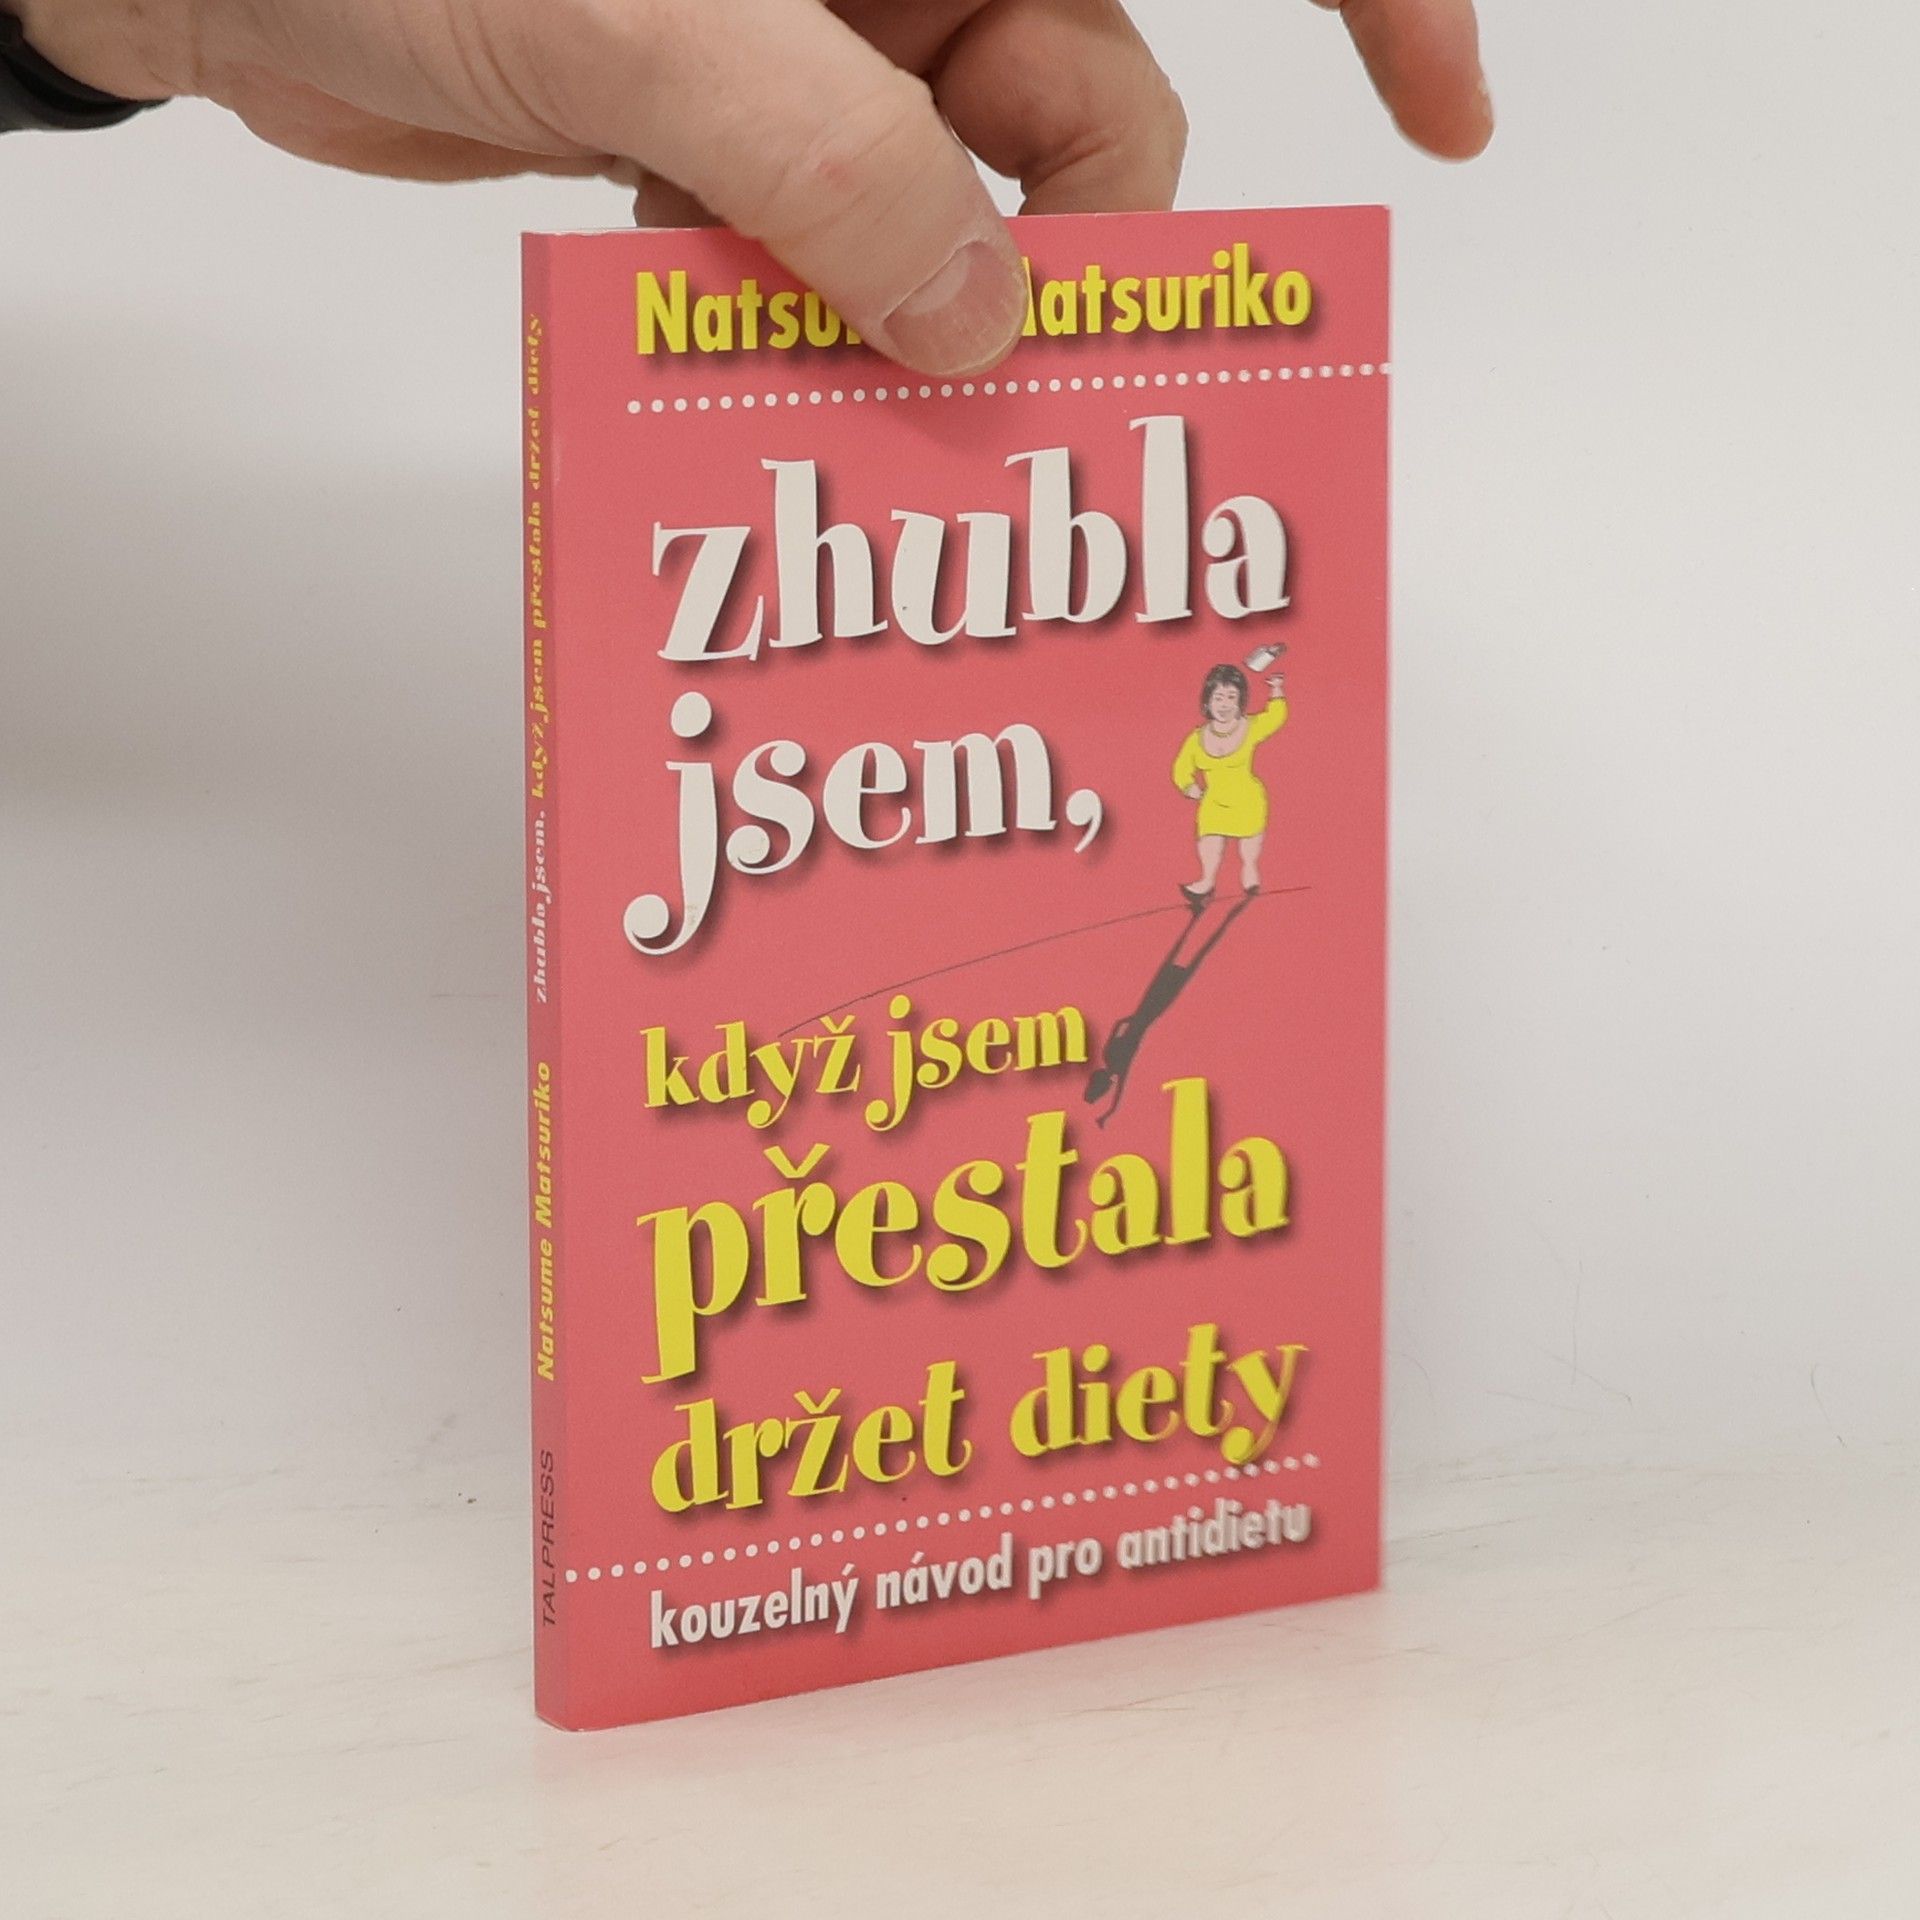 Natsume Matsuriko
zhubla
jsem,
když jsem
přestala
držet diety
kouzelný návod pro antidietu
Natsume Matsuriko zhubla jsem, když jsem přestala držet diety
TALPRESS